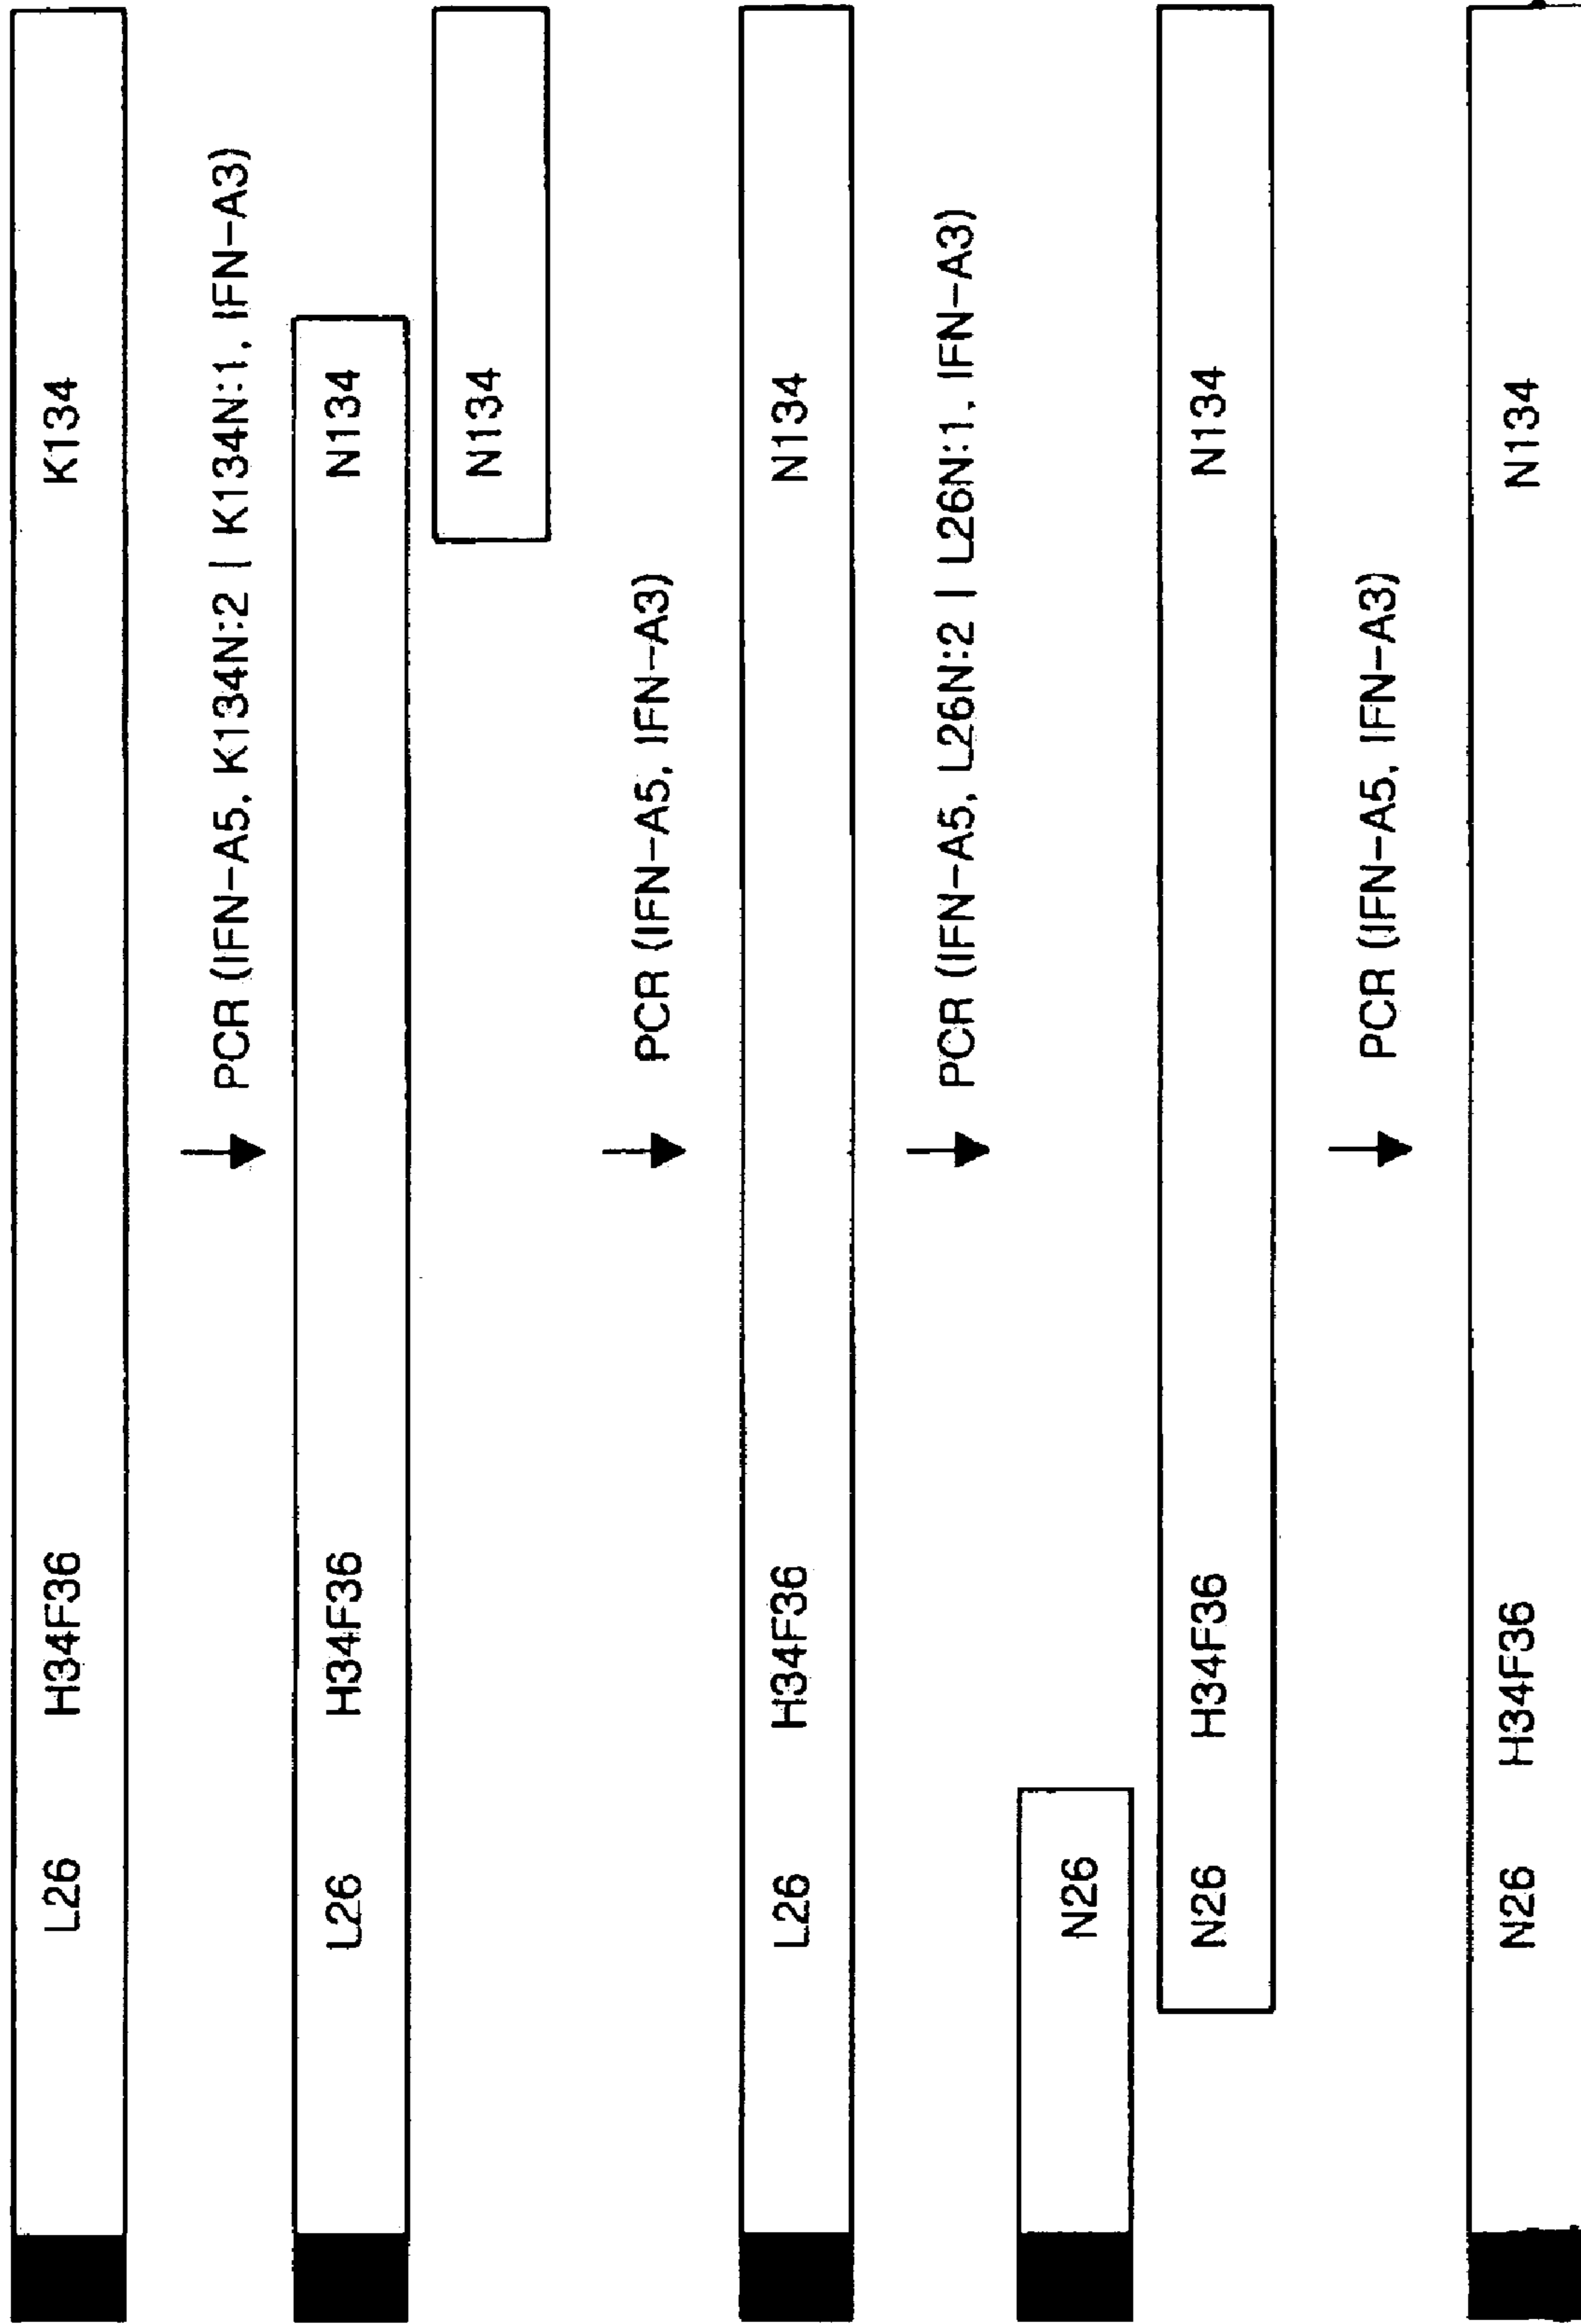 L26 H34F36 K134
PCR (IFN-A5, K134N:2 | K134N:1, IFN-A3)
L26 H34F36 N134
N134
PCR (IFN-A5, IFN-A3)
L26 H34F36 N134
PCR (IFN-A5, L26N:2 | L26N:1, IFN-A3)
N26
N26 H34F36 N134
PCR (IFN-A5, IFN-A3)
N26 H34F36 N134